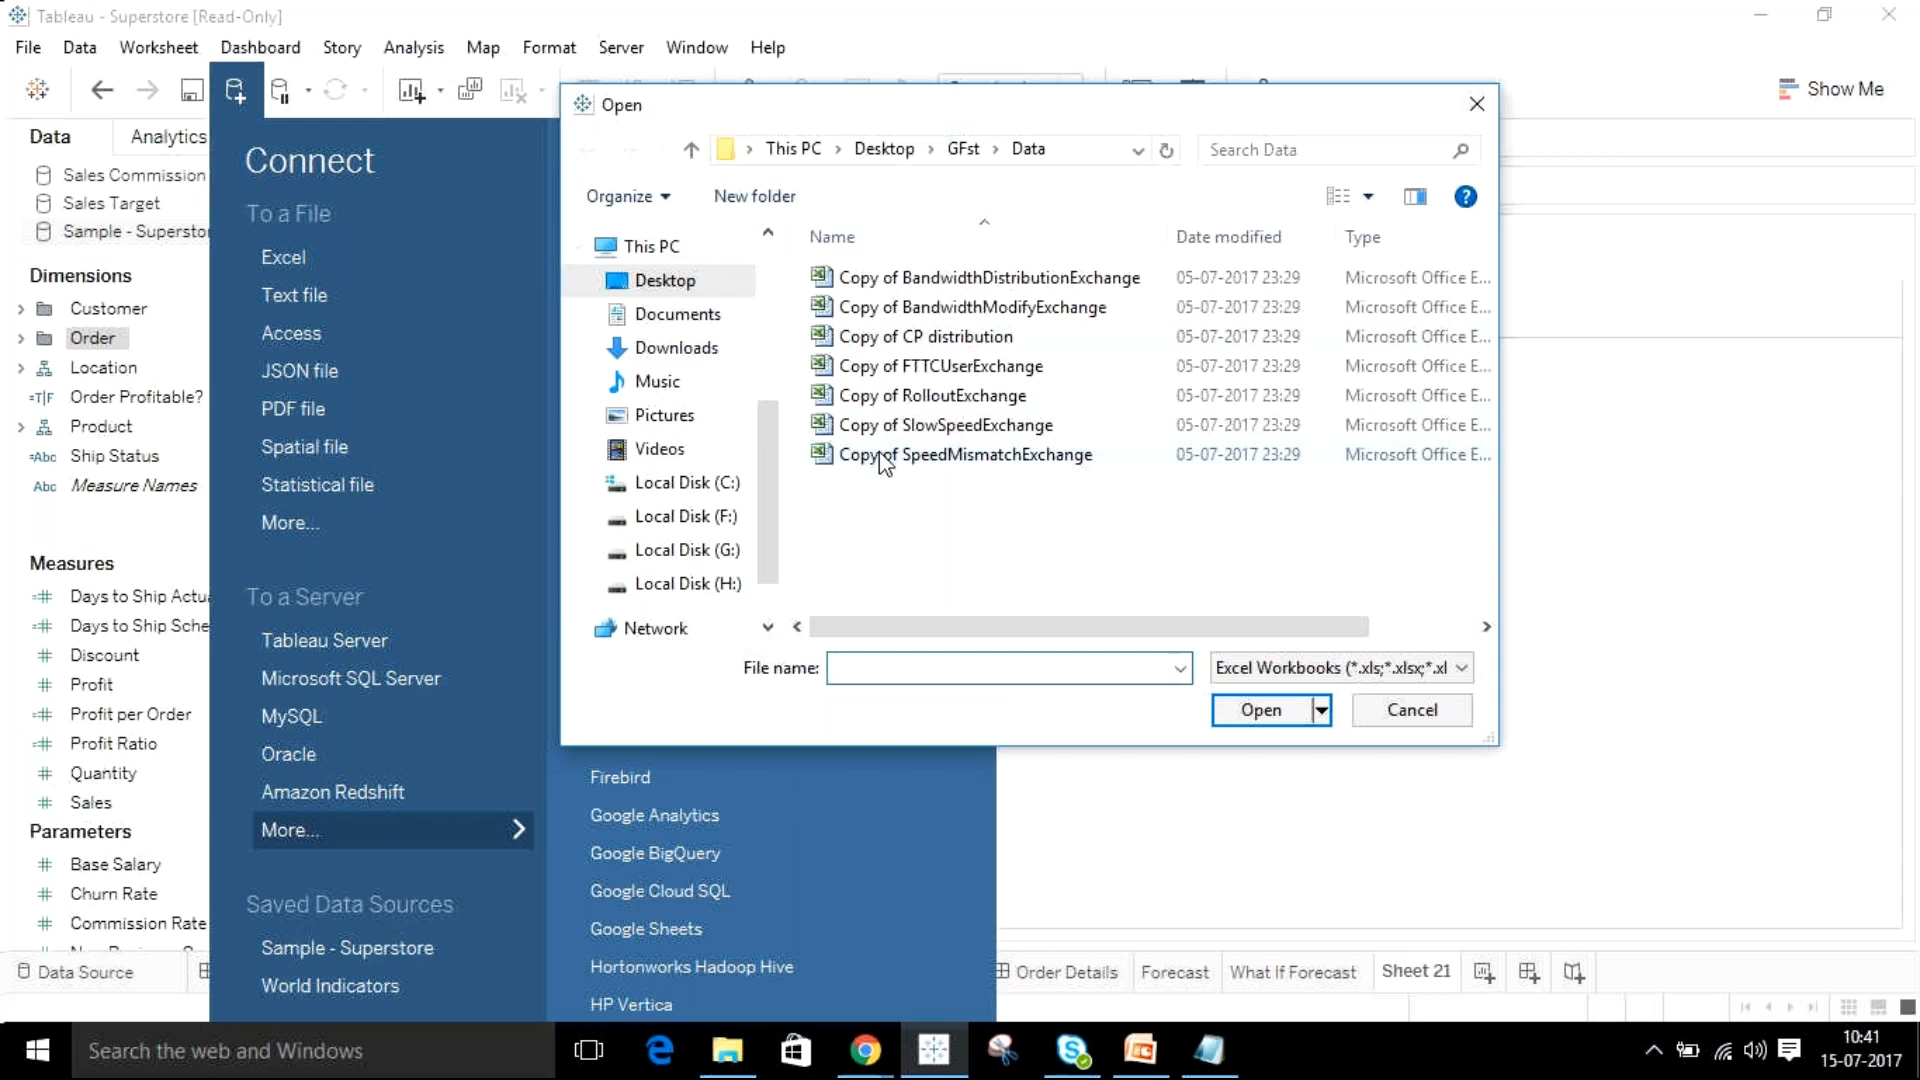 Tableau - Superstore [Read-Only]
File Data Worksheet Dashboard Story Analysis Map Format Server Window Help
Show Me
Data Analytics
Sales Commission
Sales Target
Sample - Supersto
Dimensions
Customer
Order
Location
=T|F Order Profitable?
Product
=Abc Ship Status
Abc Measure Names
Measures
=# Days to Ship Actu
=# Days to Ship Sche
# Discount
# Profit
=# Profit per Order
=# Profit Ratio
# Quantity
# Sales
Parameters
# Base Salary
# Churn Rate
# Commission Rate
Connect
To a File
Excel
Text file
Access
JSON file
PDF file
Spatial file
Statistical file
More...
To a Server
Tableau Server
Microsoft SQL Server
MySQL
Oracle
Amazon Redshift
More...
Saved Data Sources
Sample - Superstore
World Indicators
Open
This PC > Desktop > GFst > Data
Search Data
Organize New folder
This PC
Desktop
Documents
Downloads
Music
Pictures
Videos
Local Disk (C:)
Local Disk (F:)
Local Disk (G:)
Local Disk (H:)
Network
Name Date modified Type
Copy of BandwidthDistributionExchange 05-07-2017 23:29 Microsoft Office E...
Copy of BandwidthModifyExchange 05-07-2017 23:29 Microsoft Office E...
Copy of CP distribution 05-07-2017 23:29 Microsoft Office E...
Copy of FTTCUserExchange 05-07-2017 23:29 Microsoft Office E...
Copy of RolloutExchange 05-07-2017 23:29 Microsoft Office E...
Copy of SlowSpeedExchange 05-07-2017 23:29 Microsoft Office E...
Copy of SpeedMismatchExchange 05-07-2017 23:29 Microsoft Office E...
File name:
Excel Workbooks (*.xls;*.xlsx;*.xl
Open Cancel
Firebird
Google Analytics
Google BigQuery
Google Cloud SQL
Google Sheets
Hortonworks Hadoop Hive
HP Vertica
Data Source Order Details Forecast What If Forecast Sheet 21
Search the web and Windows
10:41
15-07-2017